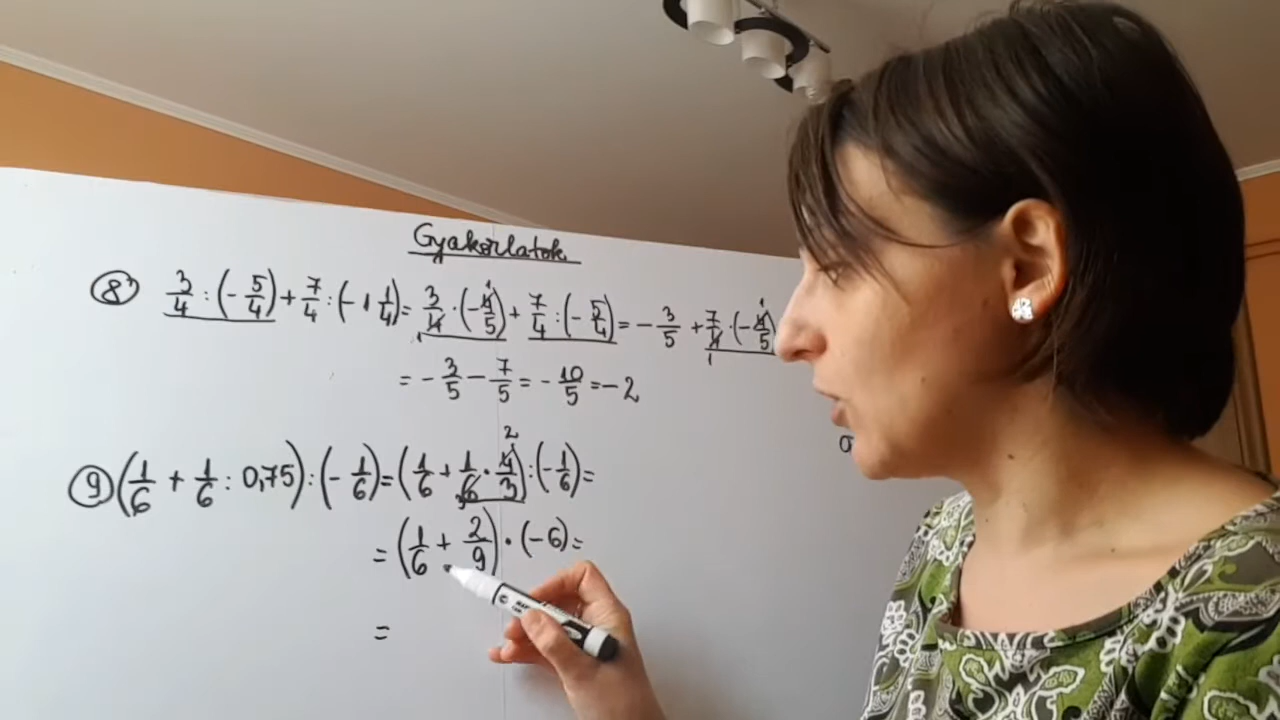 Gyakorlatok
8, 3/4 : (- 5/4) + 7/4 : (- 1 1/4) = 3/4 · (- 4/5) + 7/4 : (- 5/4) = - 3/5 + 7/4 · (- 4/5)
= - 3/5 - 7/5 = - 10/5 = - 2
9 (1/6 + 1/6 : 0,75) : (- 1/6) = (1/6 + 1/6 · 4/3) : (- 1/6) =
= (1/6 + 2/9) · (-6) =
=